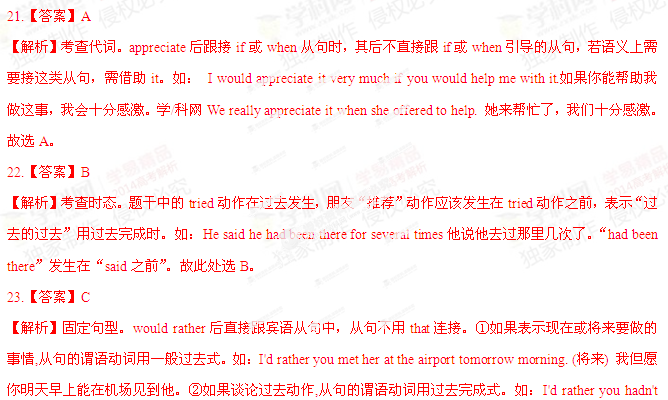 21.【答案】A
【解析】考查代词。appreciate 后跟接 if 或 when 从句时，其后不直接跟 if 或 when 引导的从句，若语义上需
要接这类从句，需借助 it。如： I would appreciate it very much if you would help me with it.如果你能帮助我
做这事，我会十分感激。学/科网 We really appreciate it when she offered to help. 她来帮忙了，我们十分感激。
故选 A。
22.【答案】B
【解析】考查时态。题干中的 tried 动作在过去发生，朋友“推荐”动作应该发生在 tried 动作之前，表示“过
去的过去”用过去完成时。如：He said he had been there for several times 他说他去过那里几次了。“had been
there”发生在“said 之前”。故此处选 B。
23.【答案】C
【解析】固定句型。would rather 后直接跟宾语从句中，从句不用 that 连接。①如果表示现在或将来要做的
事情,从句的谓语动词用一般过去式。如：I'd rather you met her at the airport tomorrow morning. (将来) 我但愿
你明天早上能在机场见到他。②如果谈论过去动作,从句的谓语动词用过去完成式。如：I'd rather you hadn't